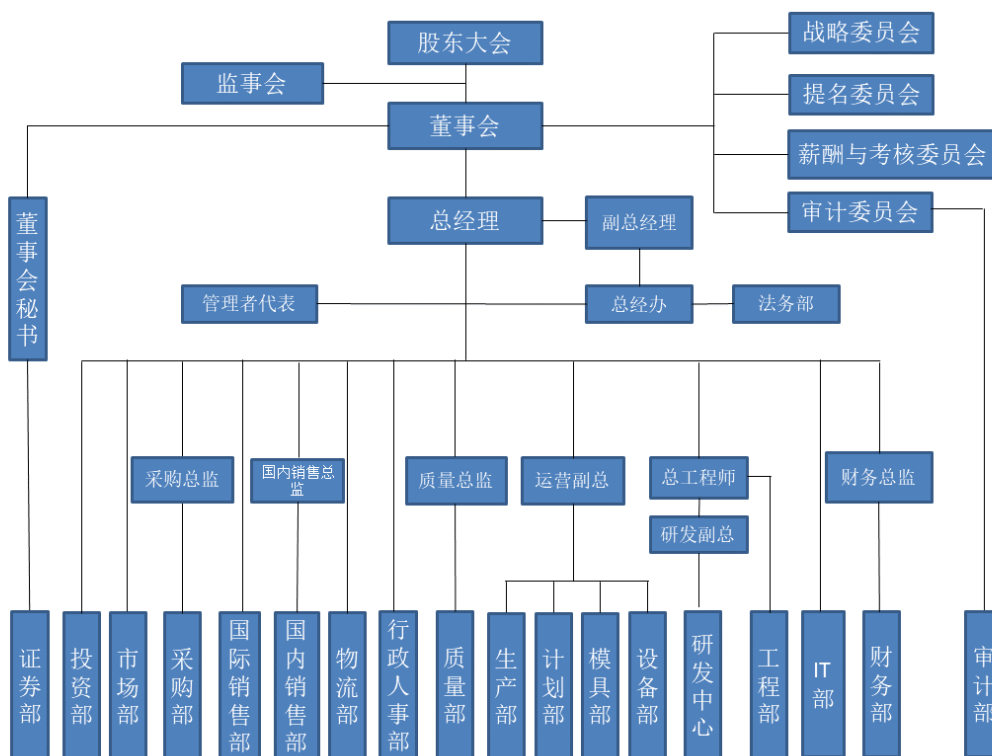 股东大会
战略委员会
监事会
提名委员会
董事会
薪酬与考核委员会
董事会秘书
总经理
副总经理
审计委员会
管理者代表
总经办
法务部
采购总监
国内销售总
监
质量总监
运营副总
总工程师
财务总监
研发副总
证券部
投资部
市场部
采购部
国际销售部
国内销售部
物流部
行政人事部
质量部
生产部
计划部
模具部
设备部
研发中心
工程部
IT
部
财务部
审计部